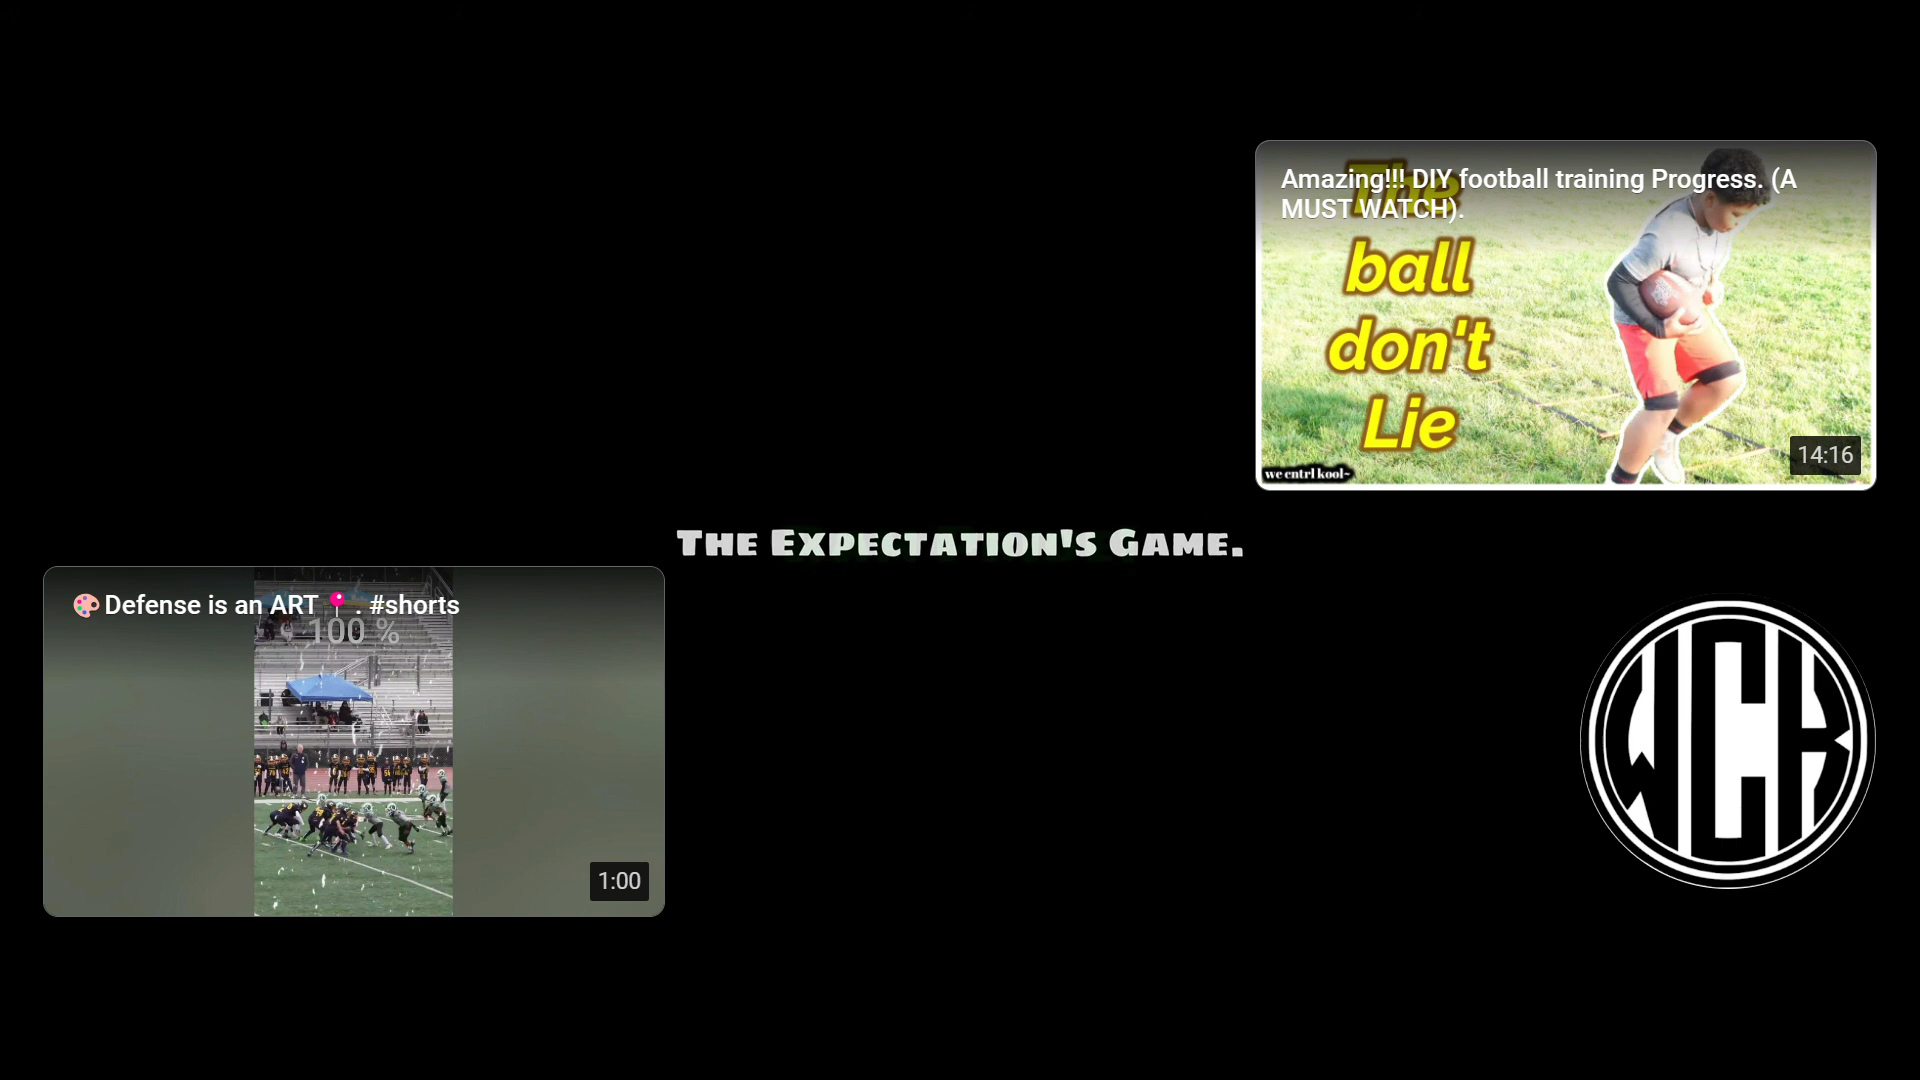 Amazing!!! DIY football training Progress. (A
MUST WATCH).
The
ball
don't
Lie
we cntrl kool~
14:16
The Expectation's Game.
🎨Defense is an ART📍. #shorts
100 %
1:00
WCK